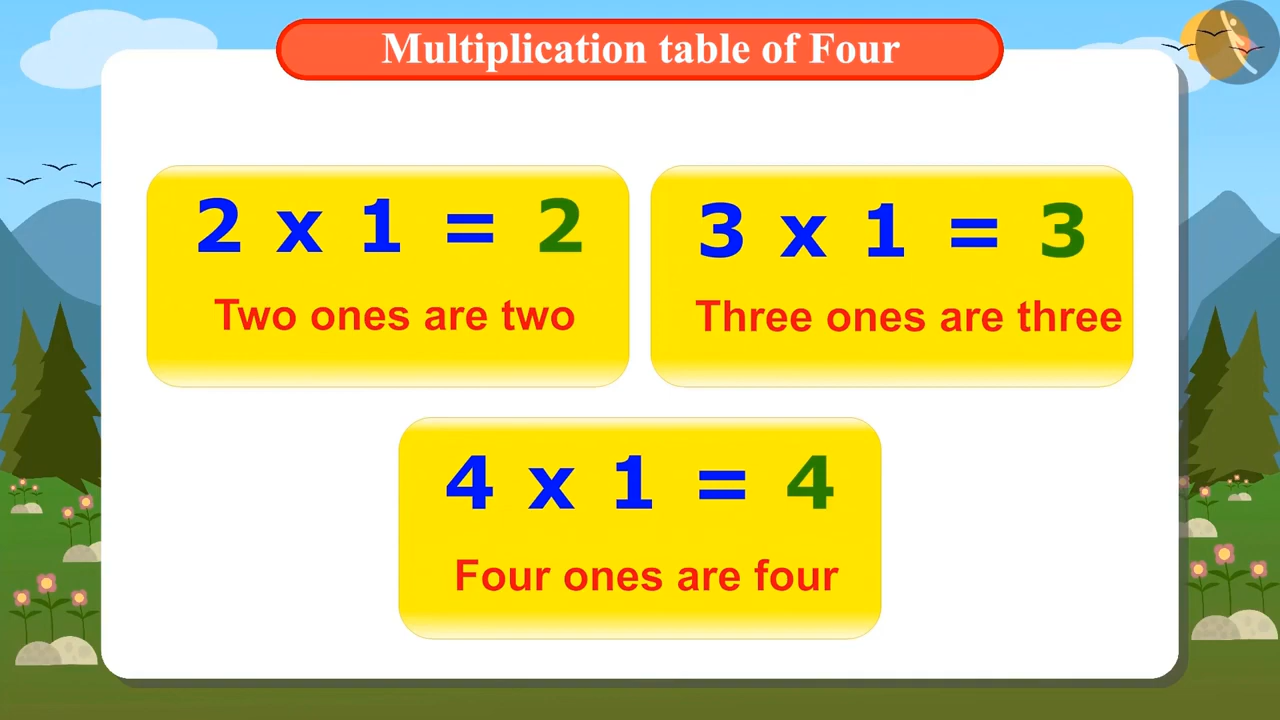 Multiplication table of Four
2 x 1 = 2
Two ones are two
3 x 1 = 3
Three ones are three
4 x 1 = 4
Four ones are four